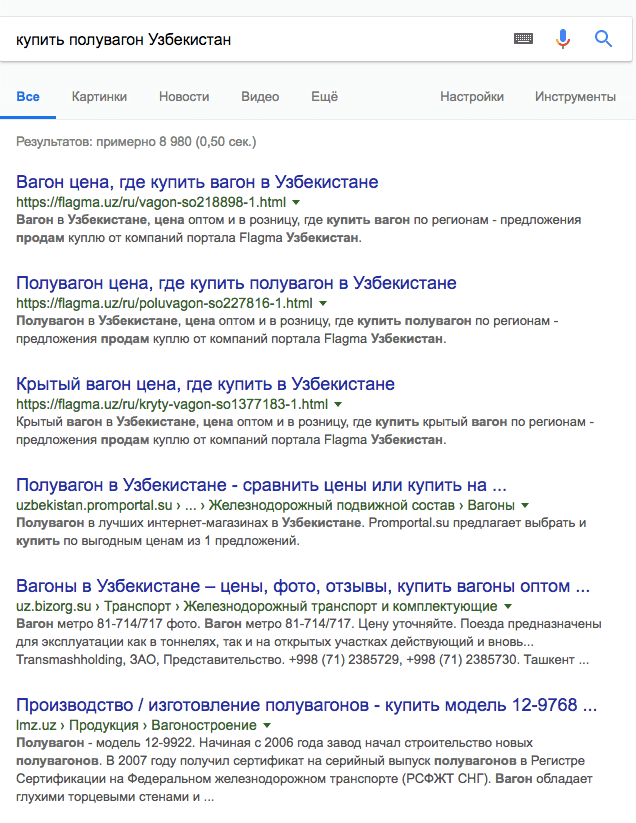 купить полувагон Узбекистан
Все Картинки Новости Видео Ещё Настройки Инструменты
Результатов: примерно 8 980 (0,50 сек.)
Вагон цена, где купить вагон в Узбекистане
https://flagma.uz/ru/vagon-so218898-1.html
Вагон в Узбекистане, цена оптом и в розницу, где купить вагон по регионам - предложения
продам куплю от компаний портала Flagma Узбекистан.
Полувагон цена, где купить полувагон в Узбекистане
https://flagma.uz/ru/poluvagon-so227816-1.html
Полувагон в Узбекистане, цена оптом и в розницу, где купить полувагон по регионам -
предложения продам куплю от компаний портала Flagma Узбекистан.
Крытый вагон цена, где купить в Узбекистане
https://flagma.uz/ru/kryty-vagon-so1377183-1.html
Крытый вагон в Узбекистане, цена оптом и в розницу, где купить крытый вагон по регионам -
предложения продам куплю от компаний портала Flagma Узбекистан.
Полувагон в Узбекистане - сравнить цены или купить на ...
uzbekistan.promportal.su › ... › Железнодорожный подвижной состав › Вагоны
Полувагон в лучших интернет-магазинах в Узбекистане. Promportal.su предлагает выбрать и
купить по выгодным ценам из 1 предложений.
Вагоны в Узбекистане – цены, фото, отзывы, купить вагоны оптом ...
uz.bizorg.su › Транспорт › Железнодорожный транспорт и комплектующие
Вагон метро 81-714/717 фото. Вагон метро 81-714/717. Цену уточняйте. Поезда предназначены
для эксплуатации как в тоннелях, так и на открытых участках действующий и вновь...
Transmashholding, ЗАО, Представительство. +998 (71) 2385729, +998 (71) 2385730. Ташкент ...
Производство / изготовление полувагонов - купить модель 12-9768 ...
lmz.uz › Продукция › Вагоностроение
Полувагон - модель 12-9922. Начиная с 2006 года завод начал строительство новых
полувагонов. В 2007 году получил сертификат на серийный выпуск полувагонов в Регистре
Сертификации на Федеральном железнодорожном транспорте (РСФЖТ СНГ). Вагон обладает
глухими торцевыми стенами и ...